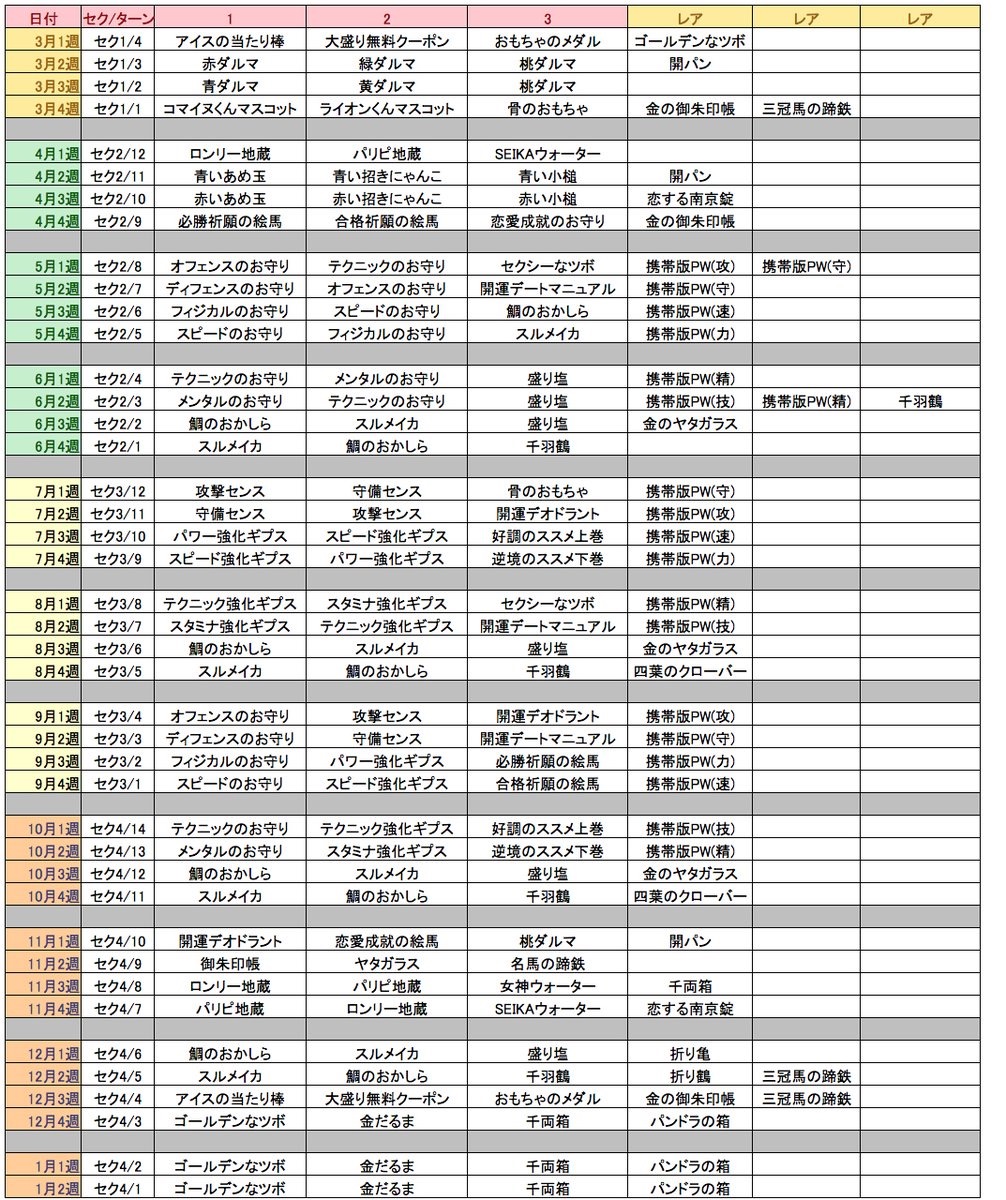 日付 セク/ターン 1 2 3 レア レア レア
3月1週 セク1/4 アイスの当たり棒 大盛り無料クーポン おもちゃのメダル ゴールデンなツボ
3月2週 セク1/3 赤ダルマ 緑ダルマ 桃ダルマ 開パン
3月3週 セク1/2 青ダルマ 黄ダルマ 桃ダルマ
3月4週 セク1/1 コマイヌくんマスコット ライオンくんマスコット 骨のおもちゃ 金の御朱印帳 三冠馬の蹄鉄
4月1週 セク2/12 ロンリー地蔵 パリピ地蔵 SEIKAウォーター
4月2週 セク2/11 青いあめ玉 青い招きにゃんこ 青い小槌 開パン
4月3週 セク2/10 赤いあめ玉 赤い招きにゃんこ 赤い小槌 恋する南京錠
4月4週 セク2/9 必勝祈願の絵馬 合格祈願の絵馬 恋愛成就のお守り 金の御朱印帳
5月1週 セク2/8 オフェンスのお守り テクニックのお守り セクシーなツボ 携帯版PW(攻) 携帯版PW(守)
5月2週 セク2/7 ディフェンスのお守り オフェンスのお守り 開運デートマニュアル 携帯版PW(守)
5月3週 セク2/6 フィジカルのお守り スピードのお守り 鯛のおかしら 携帯版PW(速)
5月4週 セク2/5 スピードのお守り フィジカルのお守り スルメイカ 携帯版PW(力)
6月1週 セク2/4 テクニックのお守り メンタルのお守り 盛り塩 携帯版PW(精)
6月2週 セク2/3 メンタルのお守り テクニックのお守り 盛り塩 携帯版PW(技) 携帯版PW(精) 千羽鶴
6月3週 セク2/2 鯛のおかしら スルメイカ 盛り塩 金のヤタガラス
6月4週 セク2/1 スルメイカ 鯛のおかしら 千羽鶴
7月1週 セク3/12 攻撃センス 守備センス 骨のおもちゃ 携帯版PW(守)
7月2週 セク3/11 守備センス 攻撃センス 開運デオドラント 携帯版PW(攻)
7月3週 セク3/10 パワー強化ギプス スピード強化ギプス 好調のススメ上巻 携帯版PW(速)
7月4週 セク3/9 スピード強化ギプス パワー強化ギプス 逆境のススメ下巻 携帯版PW(力)
8月1週 セク3/8 テクニック強化ギプス スタミナ強化ギプス セクシーなツボ 携帯版PW(精)
8月2週 セク3/7 スタミナ強化ギプス テクニック強化ギプス 開運デートマニュアル 携帯版PW(技)
8月3週 セク3/6 鯛のおかしら スルメイカ 盛り塩 金のヤタガラス
8月4週 セク3/5 スルメイカ 鯛のおかしら 千羽鶴 四葉のクローバー
9月1週 セク3/4 オフェンスのお守り 攻撃センス 開運デオドラント 携帯版PW(攻)
9月2週 セク3/3 ディフェンスのお守り 守備センス 開運デートマニュアル 携帯版PW(守)
9月3週 セク3/2 フィジカルのお守り パワー強化ギプス 必勝祈願の絵馬 携帯版PW(力)
9月4週 セク3/1 スピードのお守り スピード強化ギプス 合格祈願の絵馬 携帯版PW(速)
10月1週 セク4/14 テクニックのお守り テクニック強化ギプス 好調のススメ上巻 携帯版PW(技)
10月2週 セク4/13 メンタルのお守り スタミナ強化ギプス 逆境のススメ下巻 携帯版PW(精)
10月3週 セク4/12 鯛のおかしら スルメイカ 盛り塩 金のヤタガラス
10月4週 セク4/11 スルメイカ 鯛のおかしら 千羽鶴 四葉のクローバー
11月1週 セク4/10 開運デオドラント 恋愛成就の絵馬 桃ダルマ 開パン
11月2週 セク4/9 御朱印帳 ヤタガラス 名馬の蹄鉄
11月3週 セク4/8 ロンリー地蔵 パリピ地蔵 女神ウォーター 千両箱
11月4週 セク4/7 パリピ地蔵 ロンリー地蔵 SEIKAウォーター 恋する南京錠
12月1週 セク4/6 鯛のおかしら スルメイカ 盛り塩 折り亀
12月2週 セク4/5 スルメイカ 鯛のおかしら 千羽鶴 折り鶴 三冠馬の蹄鉄
12月3週 セク4/4 アイスの当たり棒 大盛り無料クーポン おもちゃのメダル 金の御朱印帳 三冠馬の蹄鉄
12月4週 セク4/3 ゴールデンなツボ 金だるま 千両箱 パンドラの箱
1月1週 セク4/2 ゴールデンなツボ 金だるま 千両箱 パンドラの箱
1月2週 セク4/1 ゴールデンなツボ 金だるま 千両箱 パンドラの箱